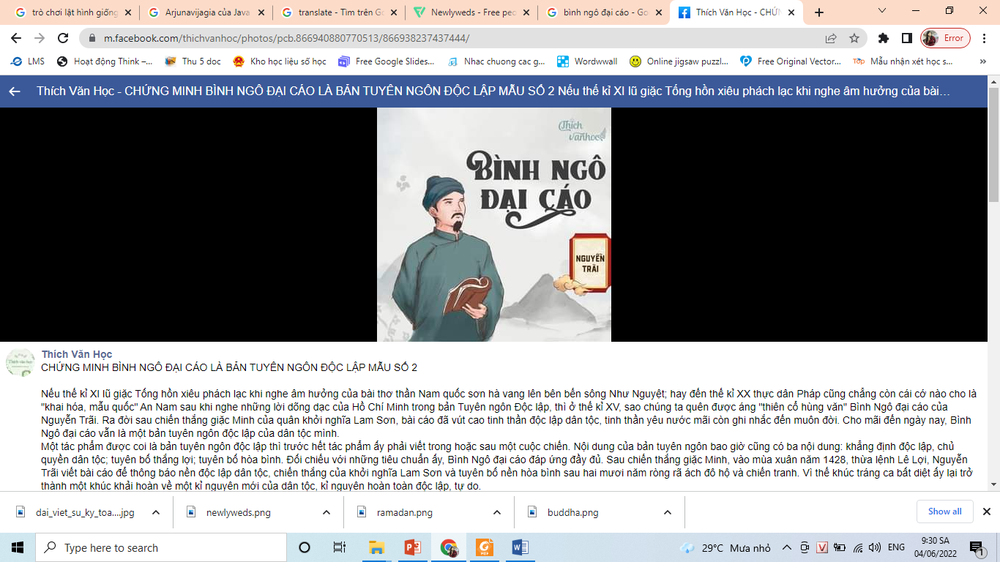 trò chơi lật hình giống
Arjunavijagia của Java
translate - Tìm trên Go
Newlyweds - Free pec
bình ngô đại cáo - Go
Thích Văn Học - CHỨN
m.facebook.com/thichvanhoc/photos/pcb.866940880770513/866938237437444/
Error
LMS
Hoạt động Think –...
Thu 5 doc
Kho học liệu số học
Free Google Slides...
Nhac chuong cac g...
Wordwwall
Online jigsaw puzzl...
Free Original Vector...
Mẫu nhận xét học s...
Thích Văn Học - CHỨNG MINH BÌNH NGÔ ĐẠI CÁO LÀ BẢN TUYÊN NGÔN ĐỘC LẬP MẪU SỐ 2 Nếu thế kỉ XI lũ giặc Tống hồn xiêu phách lạc khi nghe âm hưởng của bài…
Thích
vanhoc
BÌNH NGÔ
ĐẠI CÁO
NGUYỄN
TRÃI
Thích Văn Học
CHỨNG MINH BÌNH NGÔ ĐẠI CÁO LÀ BẢN TUYÊN NGÔN ĐỘC LẬP MẪU SỐ 2
Nếu thế kỉ XI lũ giặc Tống hồn xiêu phách lạc khi nghe âm hưởng của bài thơ thần Nam quốc sơn hà vang lên bên bến sông Như Nguyệt; hay đến thế kỉ XX thực dân Pháp cũng chẳng còn cái cớ nào cho là
"khai hóa, mẫu quốc" An Nam sau khi nghe những lời dõng dạc của Hồ Chí Minh trong bản Tuyên ngôn Độc lập, thì ở thế kỉ XV, sao chúng ta quên được áng "thiên cổ hùng văn" Bình Ngô đại cáo của
Nguyễn Trãi. Ra đời sau chiến thắng giặc Minh của quân khởi nghĩa Lam Sơn, bài cáo đã vút cao tinh thần độc lập dân tộc, tinh thần yêu nước mãi còn ghi nhắc đến muôn đời. Cho mãi đến ngày nay, Bình
Ngô đại cáo vẫn là một bản tuyên ngôn độc lập của dân tộc mình.
Một tác phẩm được coi là bản tuyên ngôn độc lập thì trước hết tác phẩm ấy phải viết trong hoặc sau một cuộc chiến. Nội dung của bản tuyên ngôn bao giờ cũng có ba nội dung: khẳng định độc lập, chủ
quyền dân tộc; tuyên bố thắng lợi; tuyên bố hòa bình. Đối chiếu với những tiêu chuẩn ấy, Bình Ngô đại cáo đáp ứng đầy đủ. Sau chiến thắng giặc Minh, vào mùa xuân năm 1428, thừa lệnh Lê Lợi, Nguyễn
Trãi viết bài cáo để thông báo nền độc lập dân tộc, chiến thắng của khởi nghĩa Lam Sơn và tuyên bố nền hòa bình sau hai mươi năm ròng rã ách đô hộ và chiến tranh. Vì thế khúc tráng ca bất diệt ấy lại trở
thành một khúc khải hoàn về một kỉ nguyên mới của dân tộc, kỉ nguyên hoàn toàn độc lập, tự do.
dai_viet_su_ky_toa....jpg
newlyweds.png
ramadan.png
buddha.png
Show all
Type here to search
29°C Mưa nhỏ
ENG
9:30 SA
04/06/2022
1